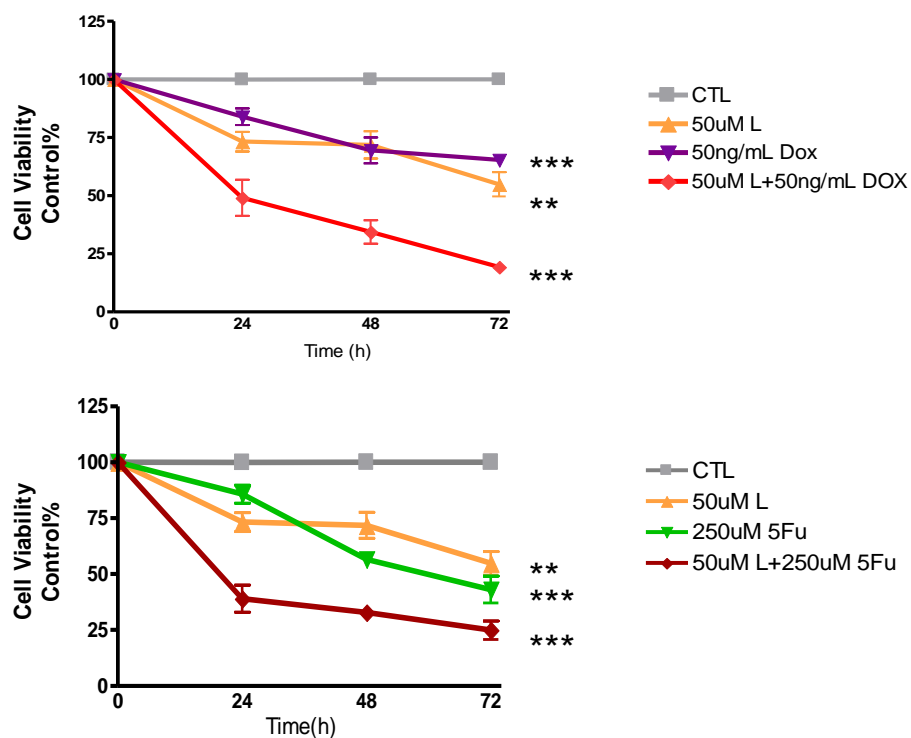 125
100
75
50
25
0
Cell Viability
Control%
0 24 48 72
Time (h)
***
**
***
CTL
50uM L
50ng/mL Dox
50uM L+50ng/mL DOX
125
100
75
50
25
0
Cell Viability
Control%
0 24 48 72
Time(h)
**
***
***
CTL
50uM L
250uM 5Fu
50uM L+250uM 5Fu